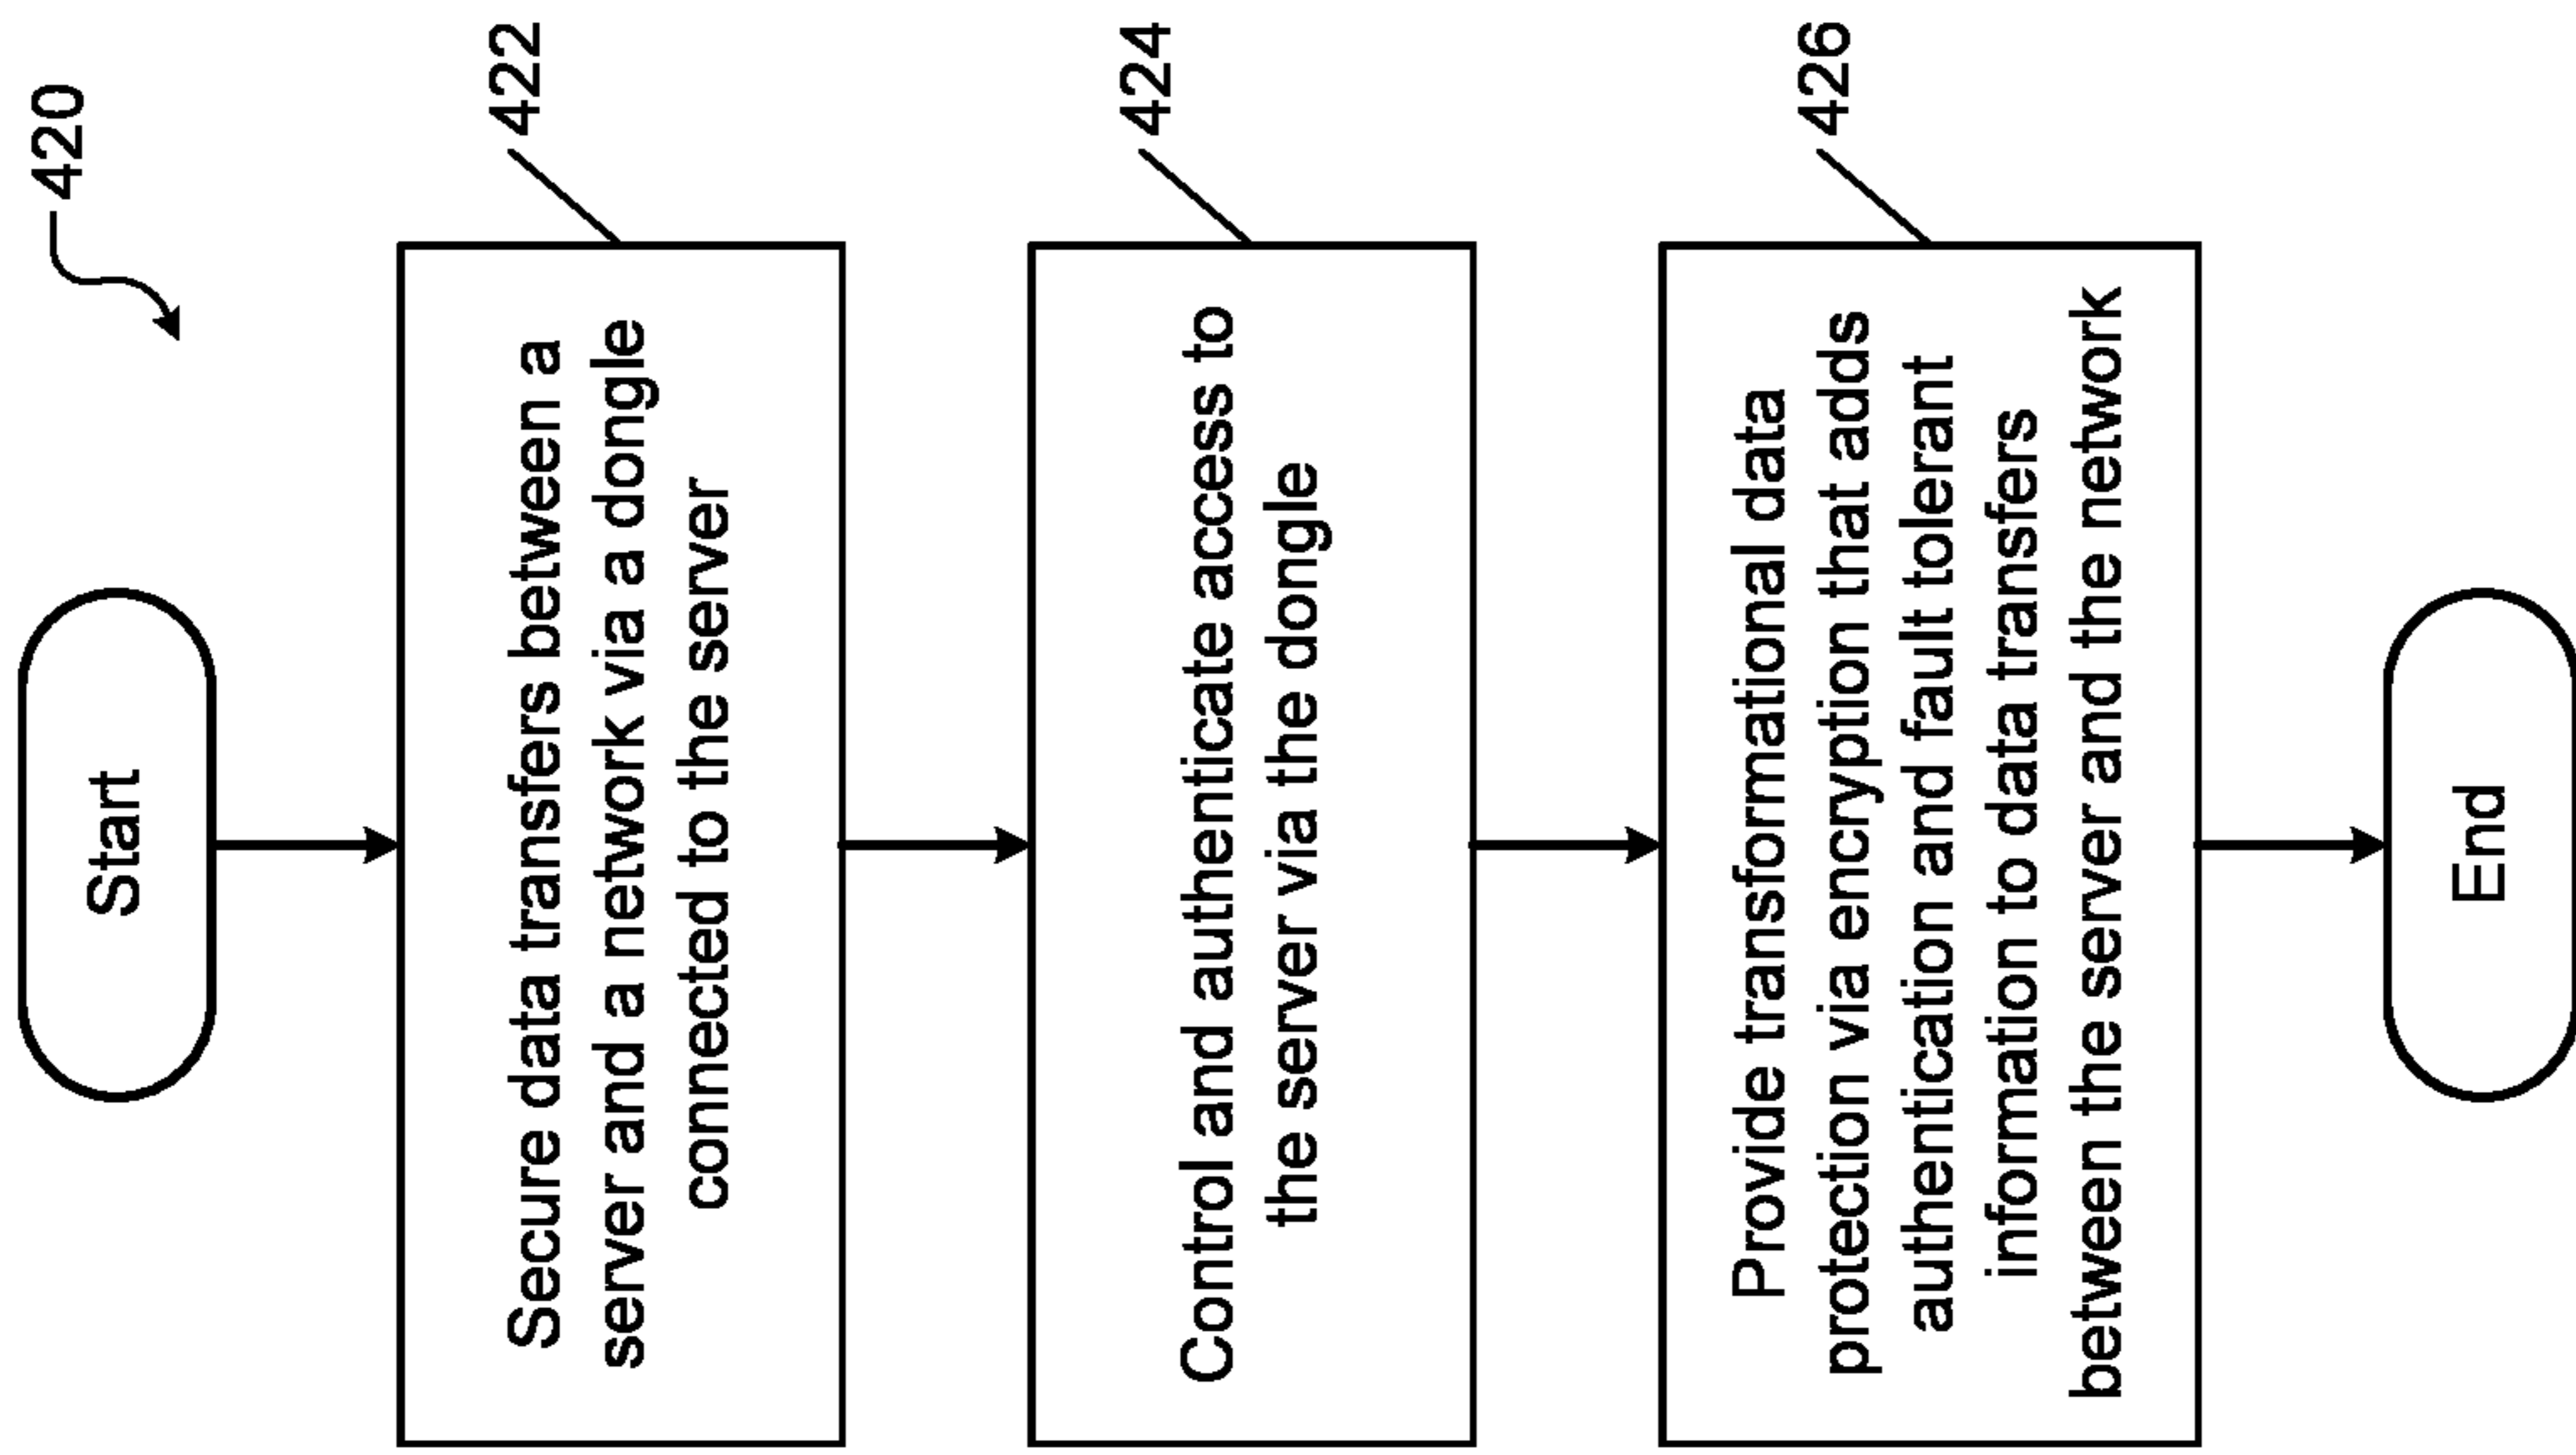 420
Start
422
Secure data transfers between a
server and a network via a dongle
connected to the server
424
Control and authenticate access to
the server via the dongle
426
Provide transformational data
protection via encryption that adds
authentication and fault tolerant
information to data transfers
between the server and the network
End